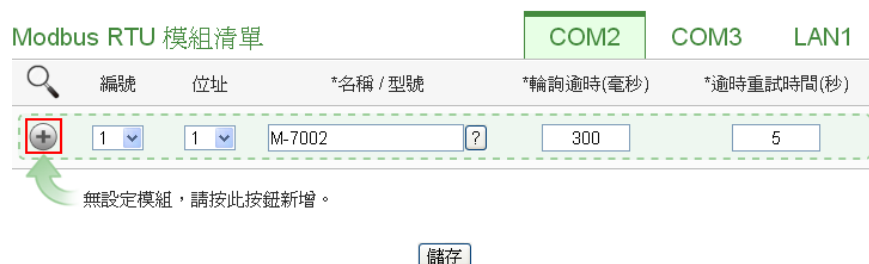 Modbus RTU 模組清單 COM2 COM3 LAN1
編號 位址 *名稱 / 型號 *輪詢逾時(毫秒) *逾時重試時間(秒)
1 1 M-7002 ? 300 5
無設定模組，請按此按鈕新增。
儲存